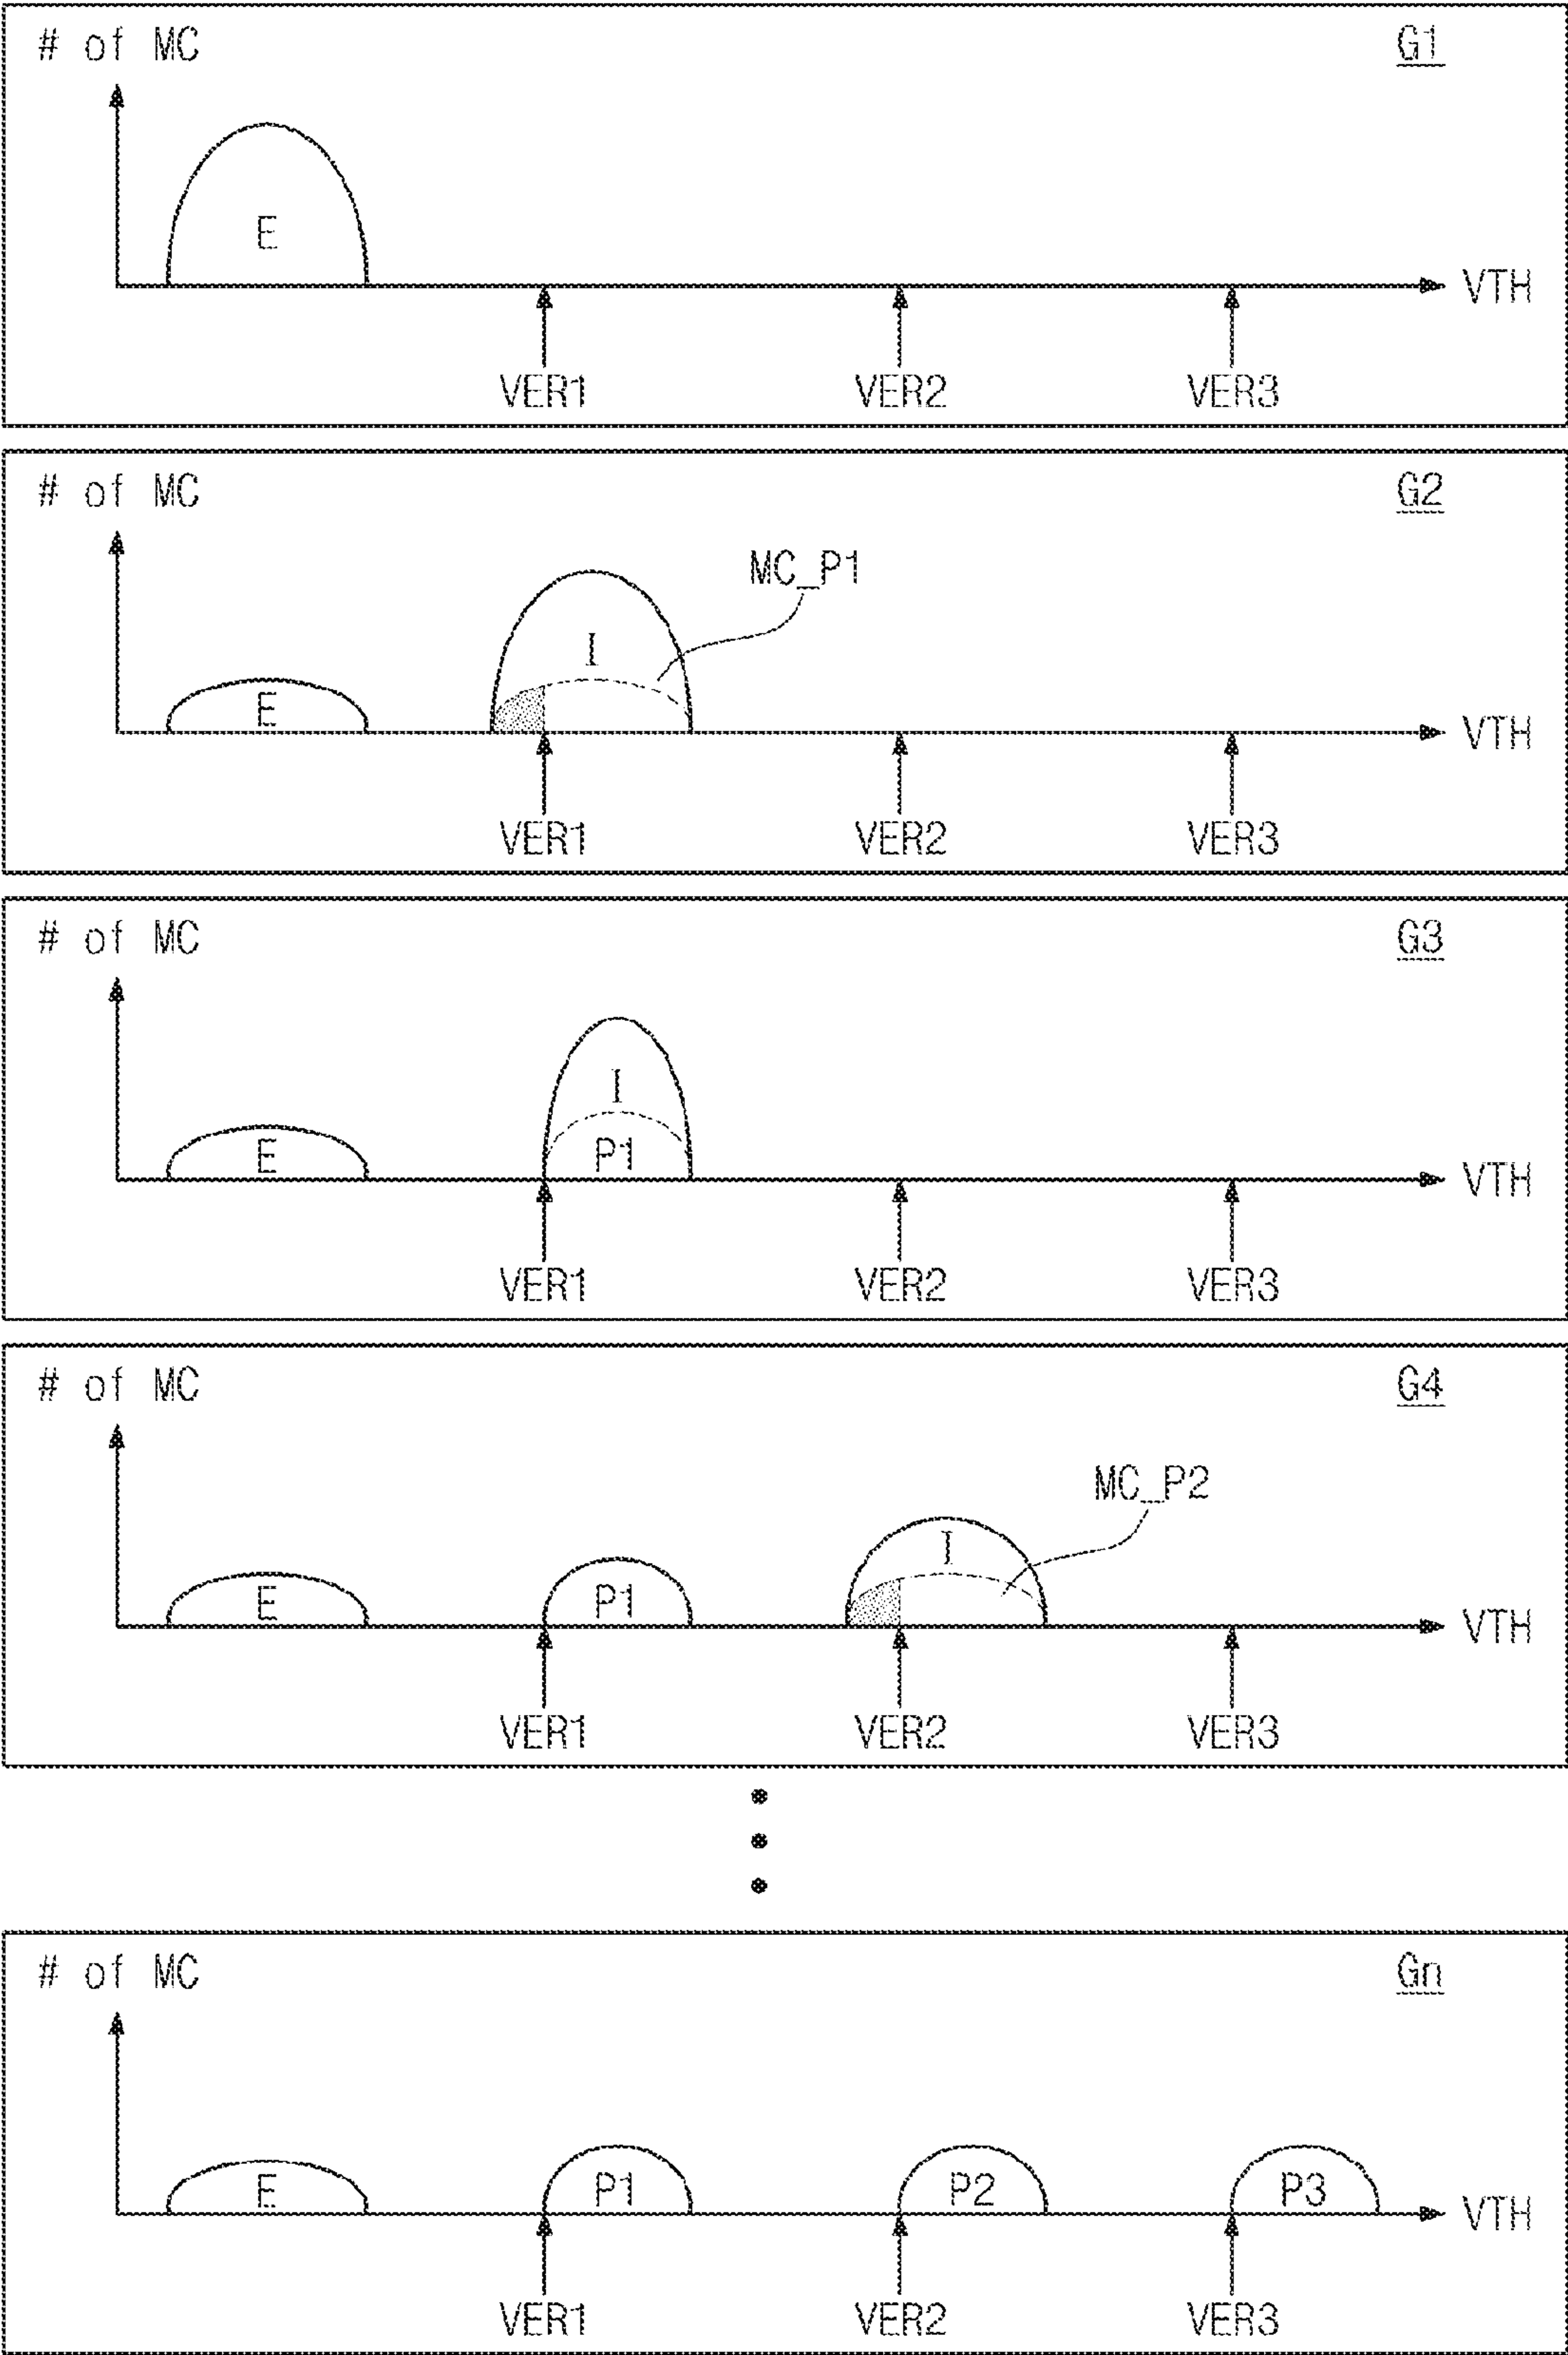 # of MC G1
E
VTH
VER1 VER2 VER3
# of MC G2
MC_P1
I
E
VTH
VER1 VER2 VER3
# of MC G3
I
E P1
VTH
VER1 VER2 VER3
# of MC G4
MC_P2
I
E P1
VTH
VER1 VER2 VER3
# of MC Gn
E P1 P2 P3
VTH
VER1 VER2 VER3